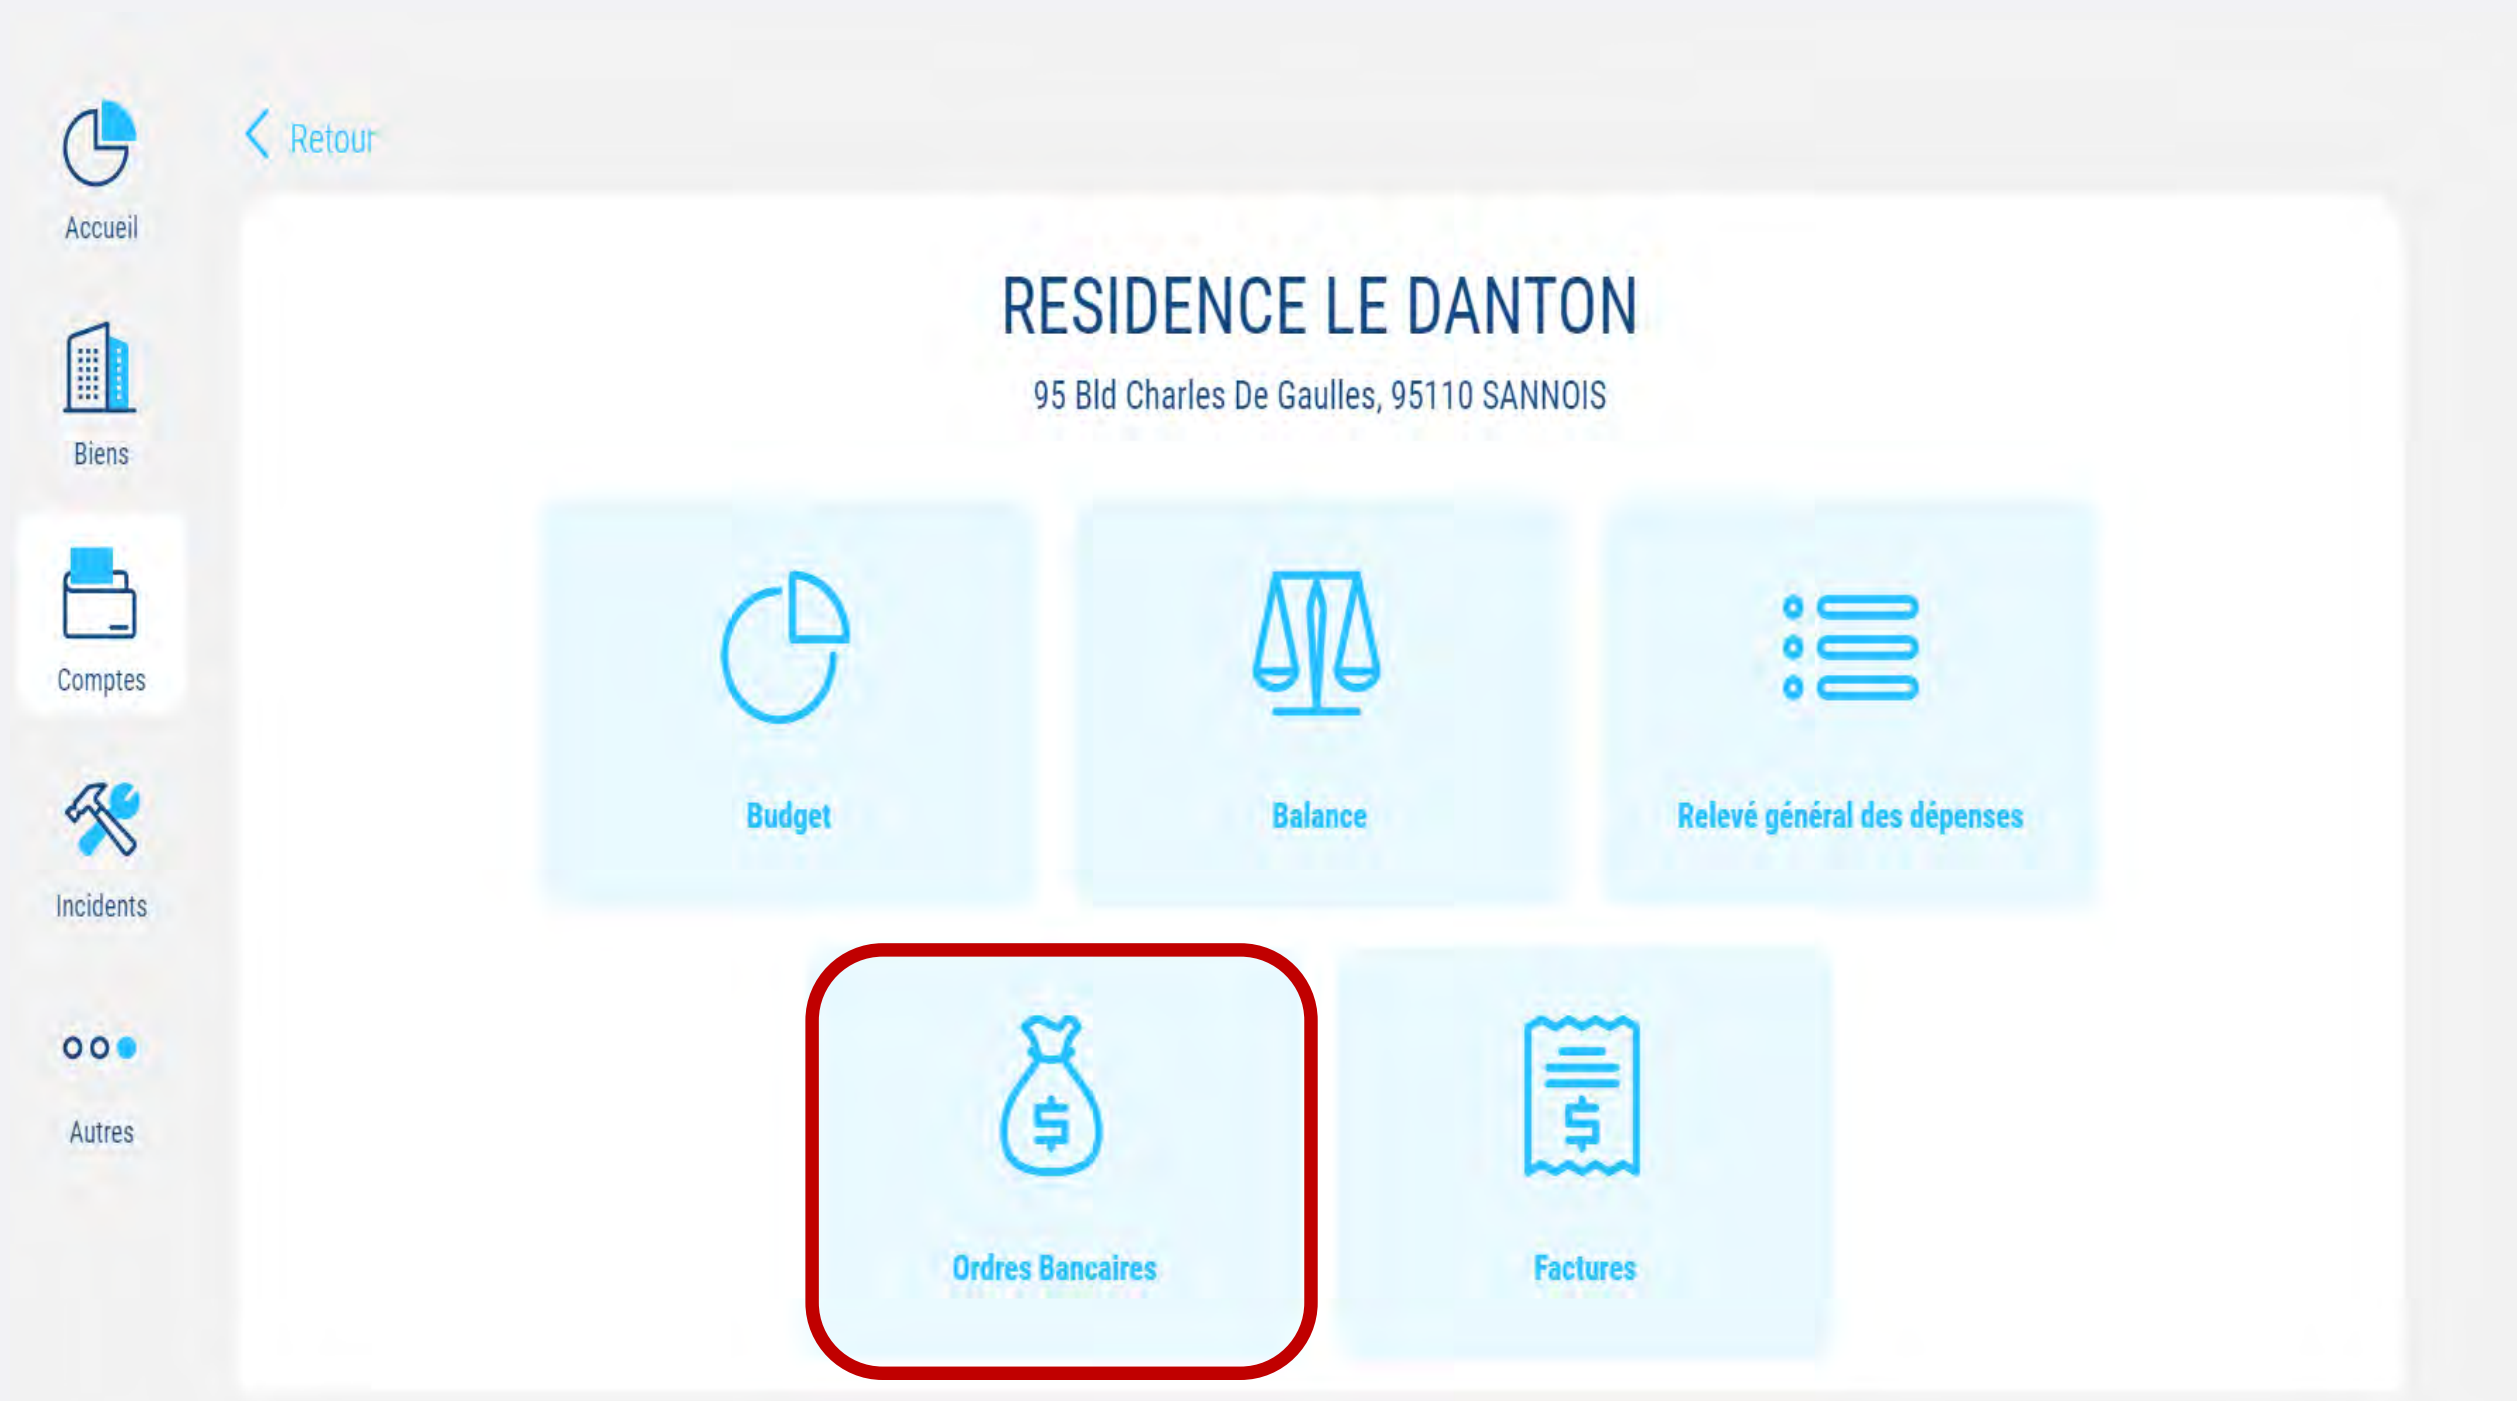 Retour
Accueil
Biens
Comptes
Incidents
Autres
RESIDENCE LE DANTON
95 Bld Charles De Gaulles, 95110 SANNOIS
Budget
Balance
Relevé général des dépenses
Ordres Bancaires
Factures